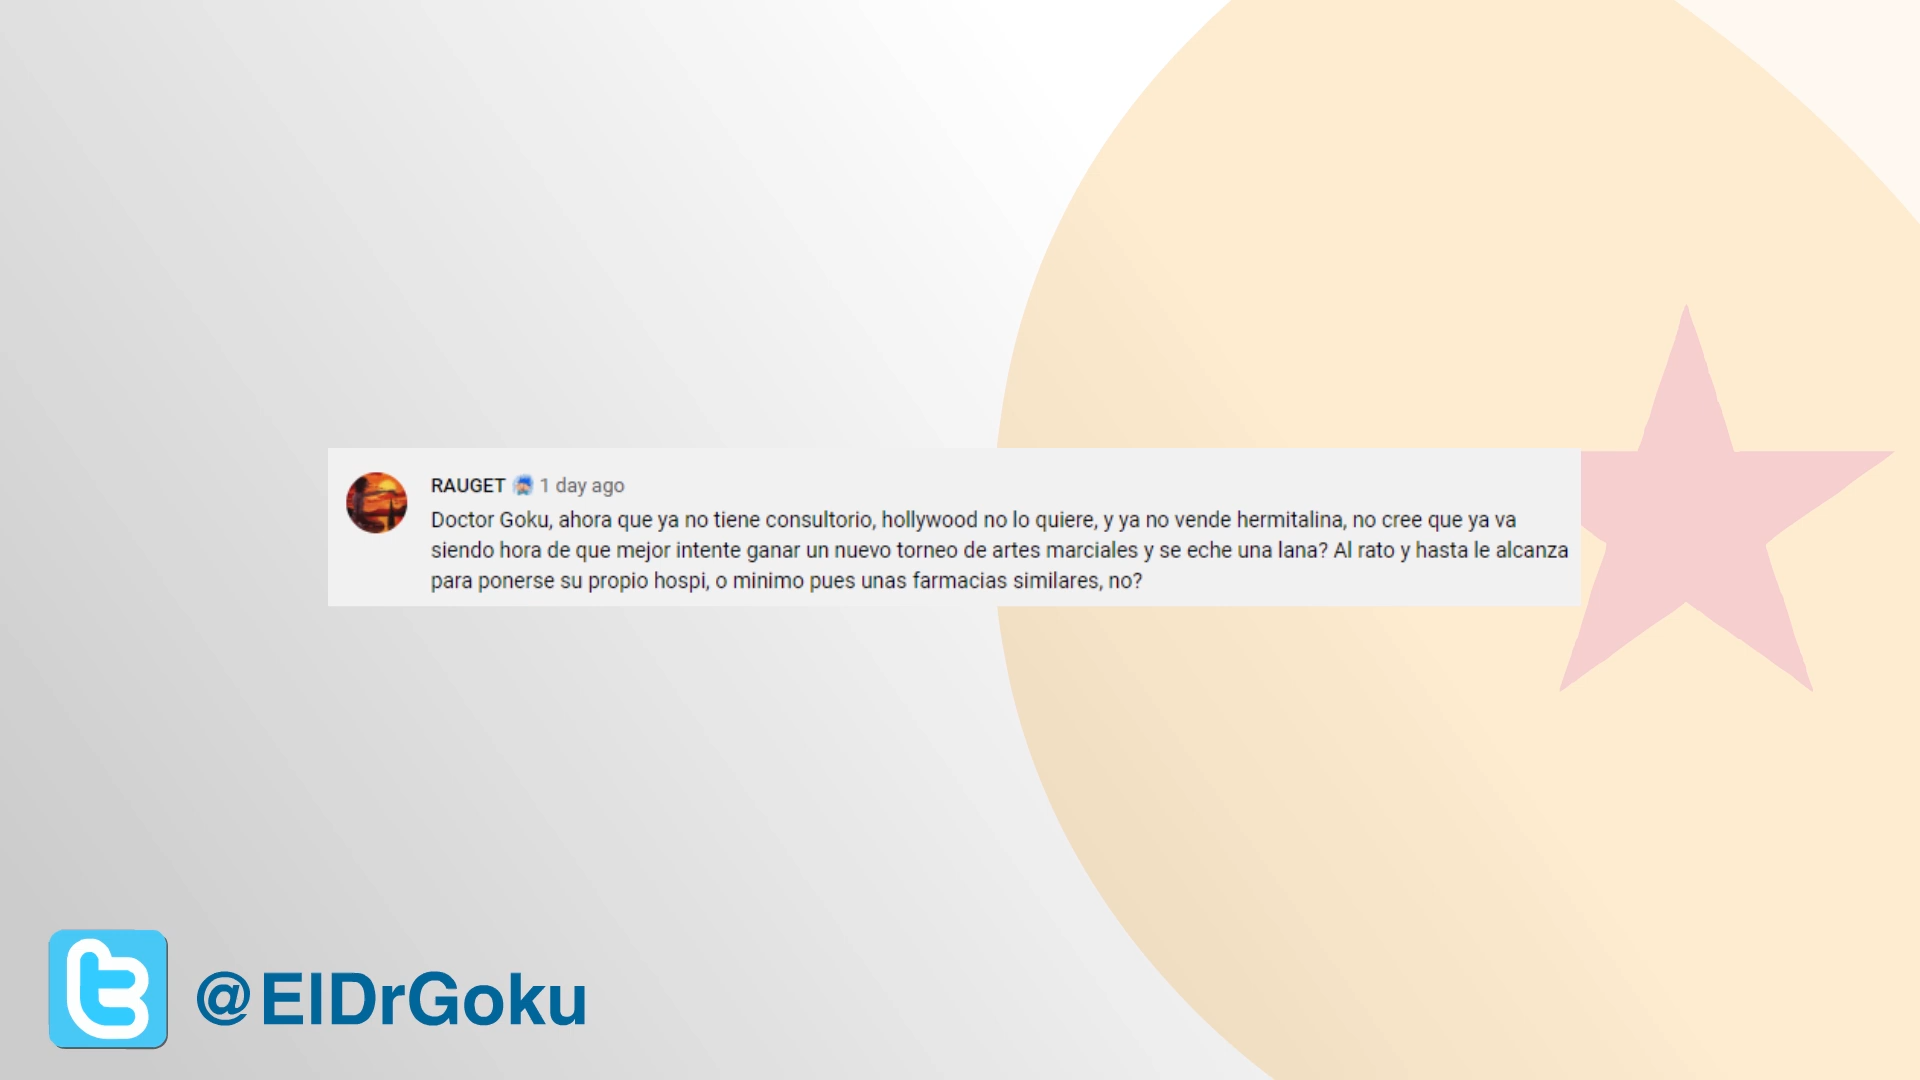 RAUGET 1 day ago
Doctor Goku, ahora que ya no tiene consultorio, hollywood no lo quiere, y ya no vende hermitalina, no cree que ya va
siendo hora de que mejor intente ganar un nuevo torneo de artes marciales y se eche una lana? Al rato y hasta le alcanza
para ponerse su propio hospi, o minimo pues unas farmacias similares, no?
@ElDrGoku